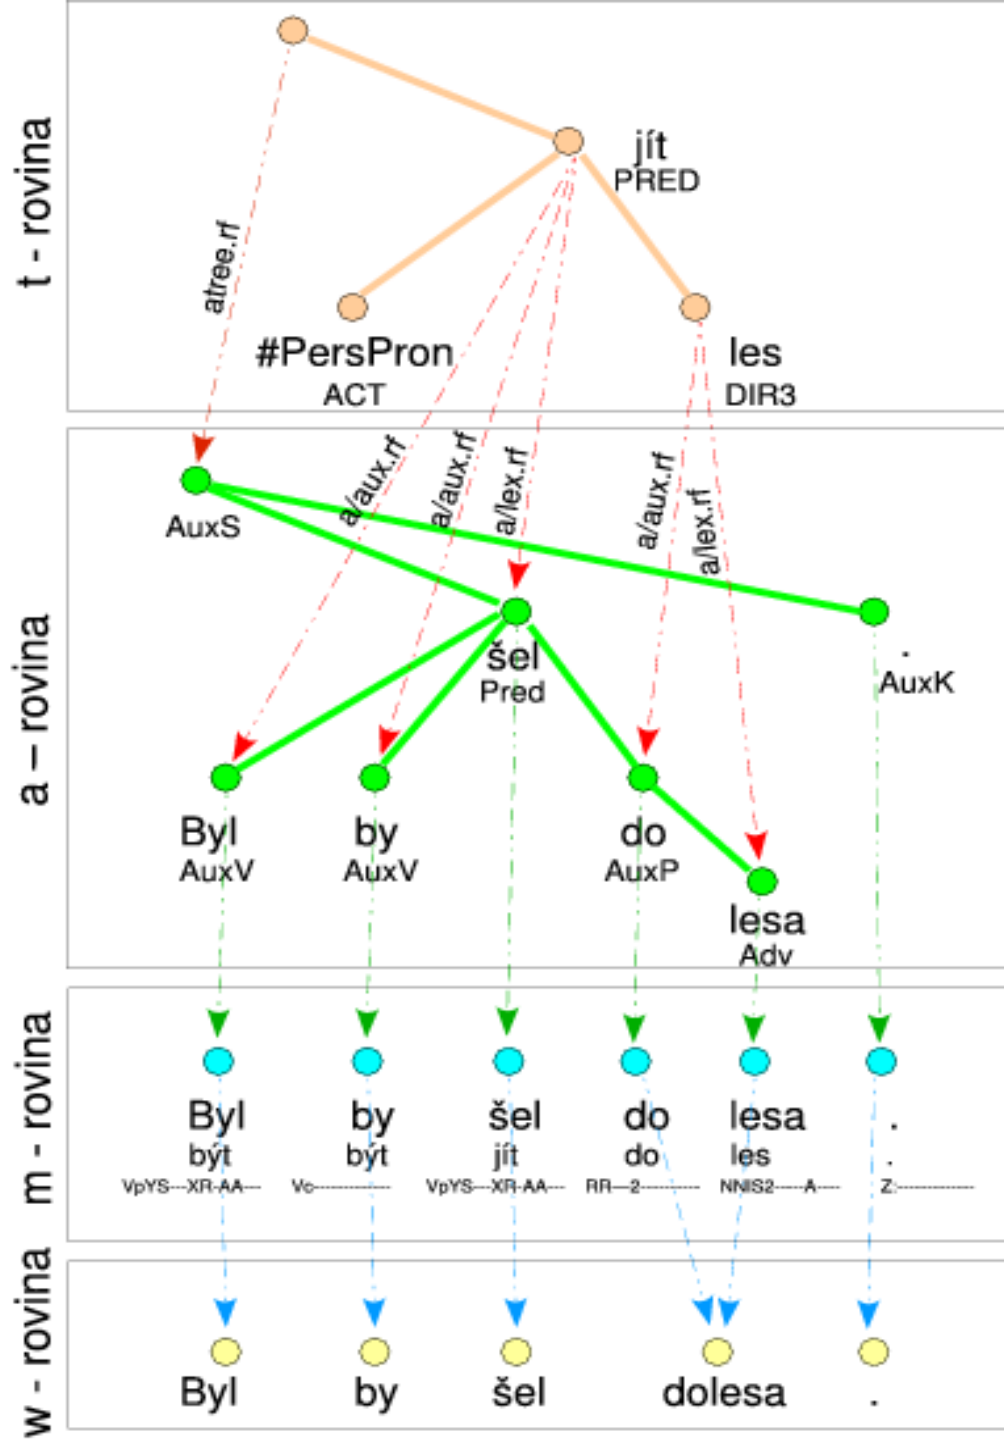 t - rovina
jít
PRED
atree.rf
#PersPron
ACT
les
DIR3
a – rovina
a/aux.rf
a/aux.rf
a/lex.rf
a/aux.rf
a/lex.rf
AuxS
šel
Pred
.
AuxK
Byl
AuxV
by
AuxV
do
AuxP
lesa
Adv
m - rovina
Byl by šel do lesa .
být být jít do les .
VpYS---XR-AA--- Vc------------- VpYS---XR-AA--- RR--2---------- NNIS2-----A---- Z:-------------
w - rovina
Byl by šel dolesa .